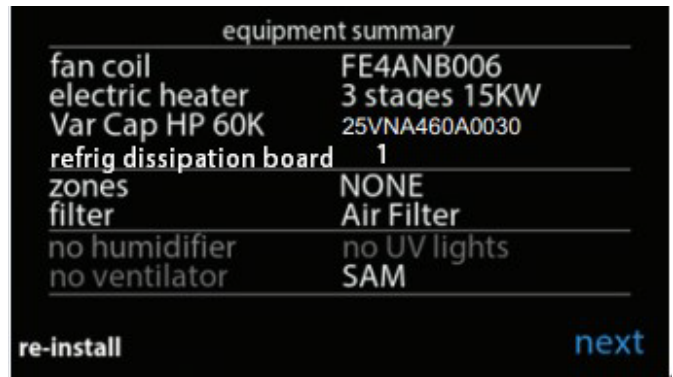 equipment summary
fan coil FE4ANB006
electric heater 3 stages 15KW
Var Cap HP 60K 25VNA460A0030
refrig dissipation board 1
zones NONE
filter Air Filter
no humidifier no UV lights
no ventilator SAM
re-install next